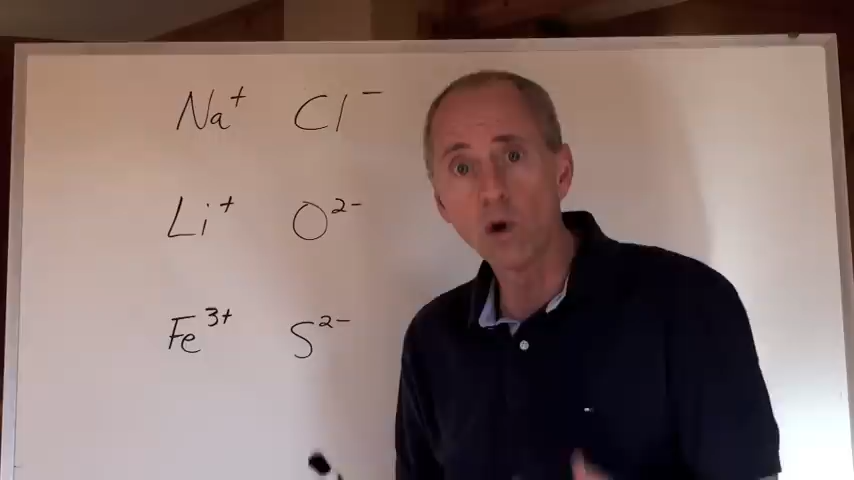 Na⁺ Cl⁻
Li⁺ O²⁻
Fe³⁺ S²⁻